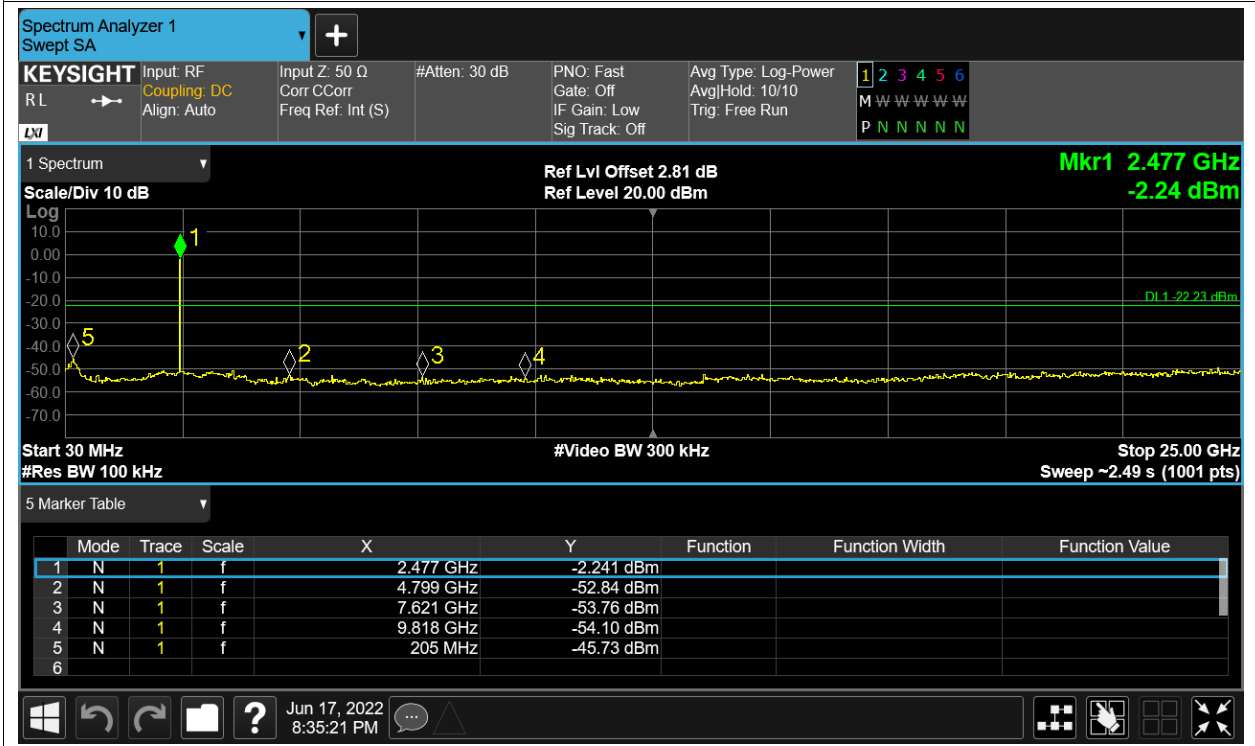 Spectrum Analyzer 1
Swept SA
+
KEYSIGHT
R L
LXI
Input: RF
Coupling: DC
Align: Auto
Input Z: 50 Ω
Corr CCorr
Freq Ref: Int (S)
#Atten: 30 dB
PNO: Fast
Gate: Off
IF Gain: Low
Sig Track: Off
Avg Type: Log-Power
Avg|Hold: 10/10
Trig: Free Run
1 2 3 4 5 6
M W W W W W
P N N N N N
1 Spectrum
Scale/Div 10 dB
Ref Lvl Offset 2.81 dB
Ref Level 20.00 dBm
Mkr1 2.477 GHz
-2.24 dBm
Log
10.0
0.00
-10.0
-20.0
-30.0
-40.0
-50.0
-60.0
-70.0
1
5
2
3
4
DL1 -22.23 dBm
Start 30 MHz
#Res BW 100 kHz
#Video BW 300 kHz
Stop 25.00 GHz
Sweep ~2.49 s (1001 pts)
5 Marker Table
Mode Trace Scale X Y Function Function Width Function Value
1 N 1 f 2.477 GHz -2.241 dBm
2 N 1 f 4.799 GHz -52.84 dBm
3 N 1 f 7.621 GHz -53.76 dBm
4 N 1 f 9.818 GHz -54.10 dBm
5 N 1 f 205 MHz -45.73 dBm
6
?
Jun 17, 2022
8:35:21 PM